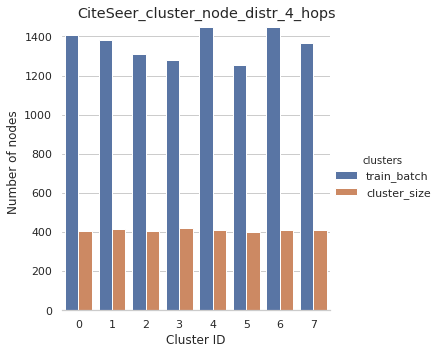 CiteSeer_cluster_node_distr_4_hops
Number of nodes
1400
1200
1000
800
600
400
200
0
0 1 2 3 4 5 6 7
Cluster ID
clusters
train_batch
cluster_size